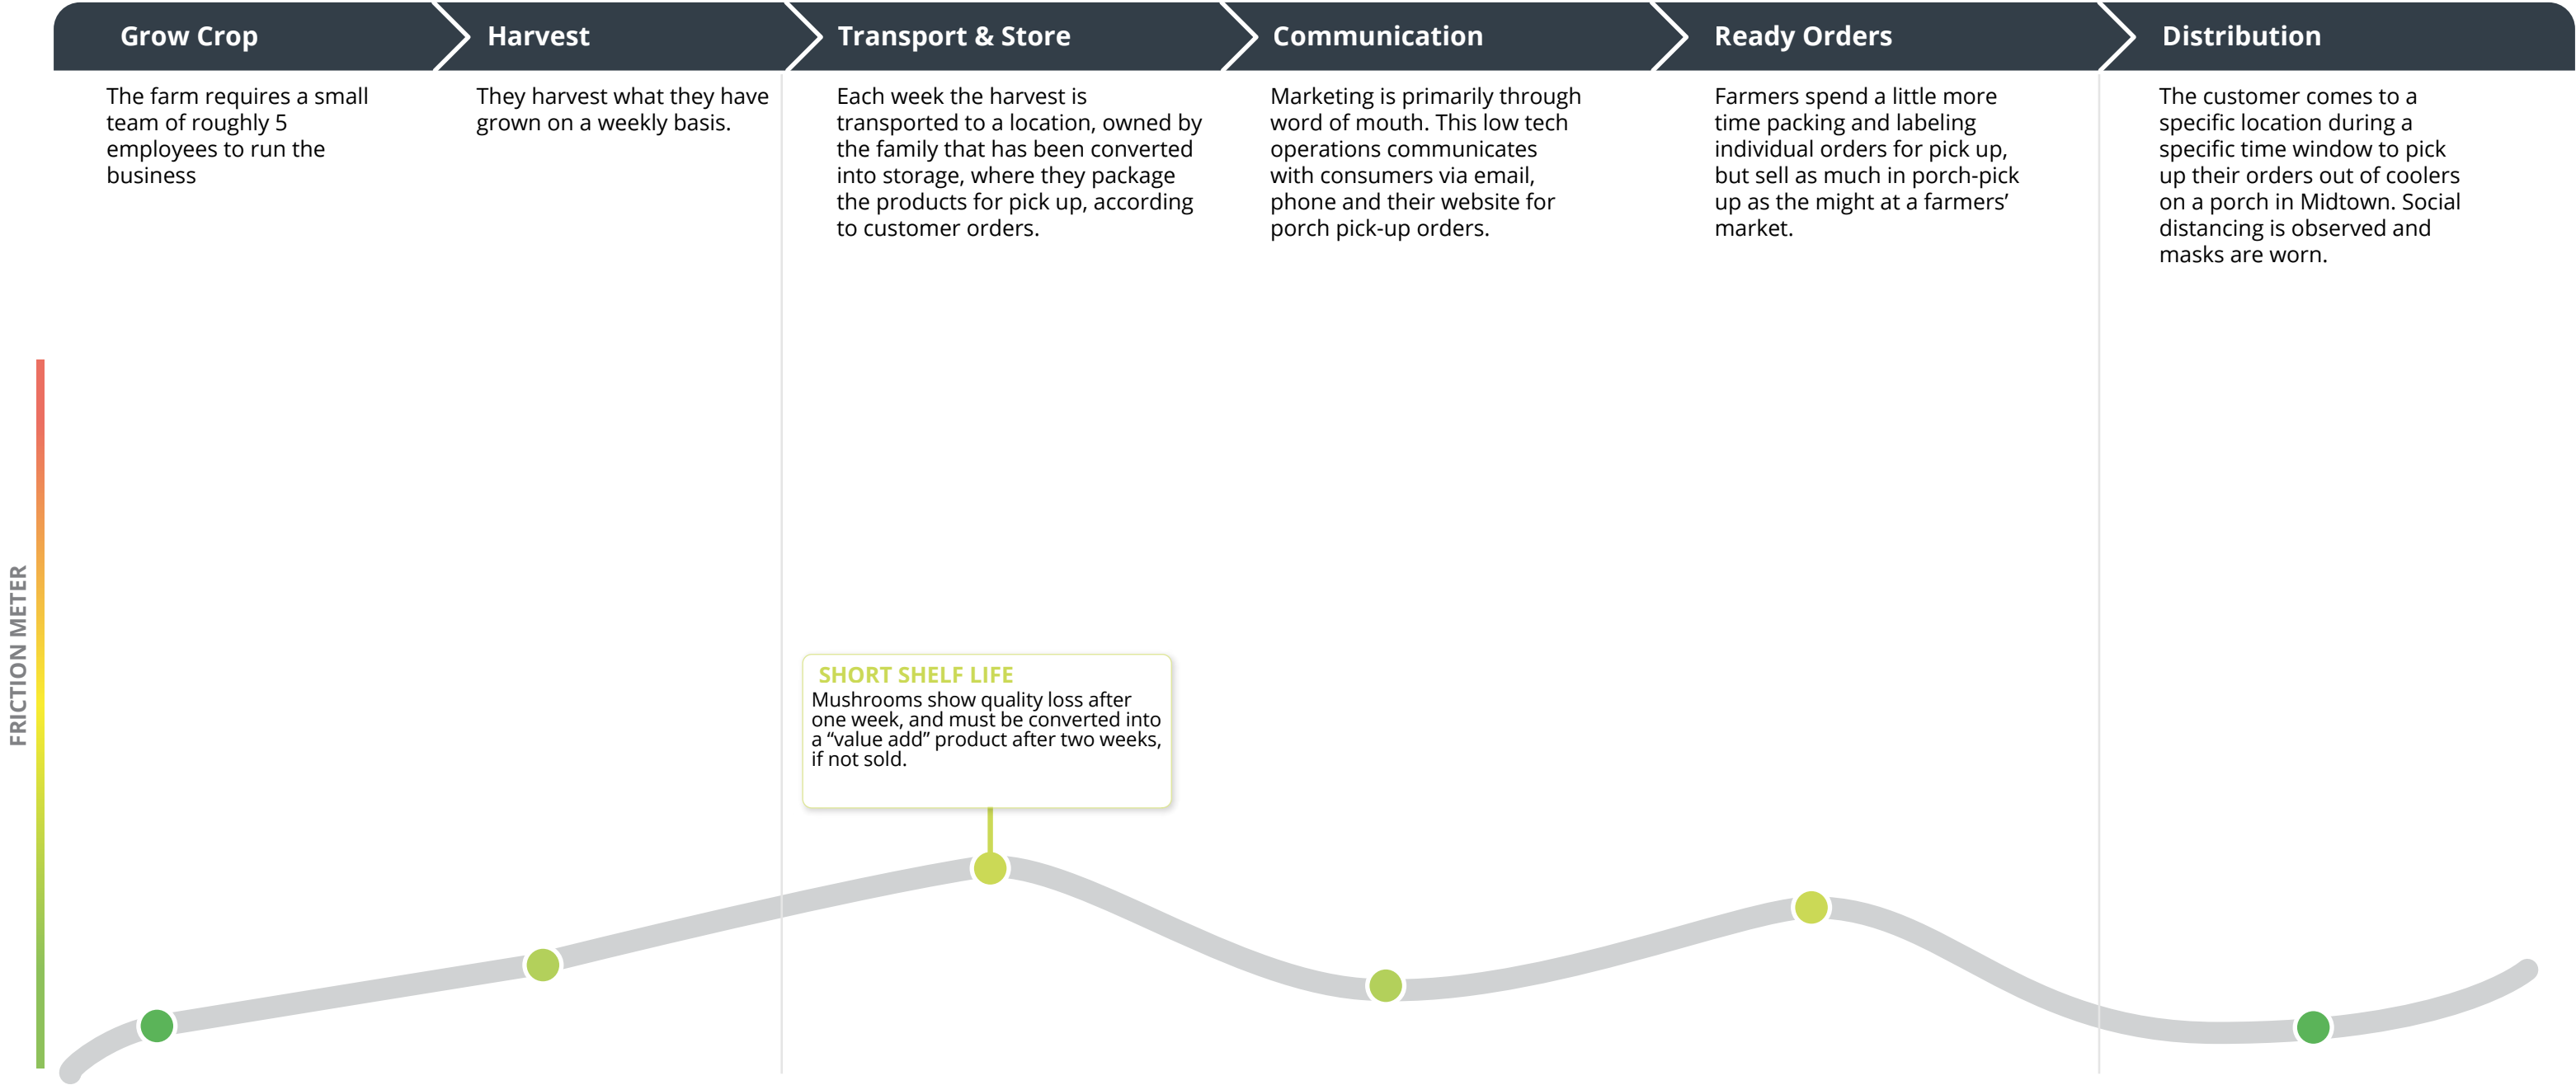 Grow Crop
Harvest
Transport & Store
Communication
Ready Orders
Distribution
The farm requires a small
team of roughly 5
employees to run the
business
They harvest what they have
grown on a weekly basis.
Each week the harvest is
transported to a location, owned by
the family that has been converted
into storage, where they package
the products for pick up, according
to customer orders.
Marketing is primarily through
word of mouth. This low tech
operations communicates
with consumers via email,
phone and their website for
porch pick-up orders.
Farmers spend a little more
time packing and labeling
individual orders for pick up,
but sell as much in porch-pick
up as the might at a farmers’
market.
The customer comes to a
specific location during a
specific time window to pick
up their orders out of coolers
on a porch in Midtown. Social
distancing is observed and
masks are worn.
FRICTION METER
SHORT SHELF LIFE
Mushrooms show quality loss after
one week, and must be converted into
a “value add” product after two weeks,
if not sold.